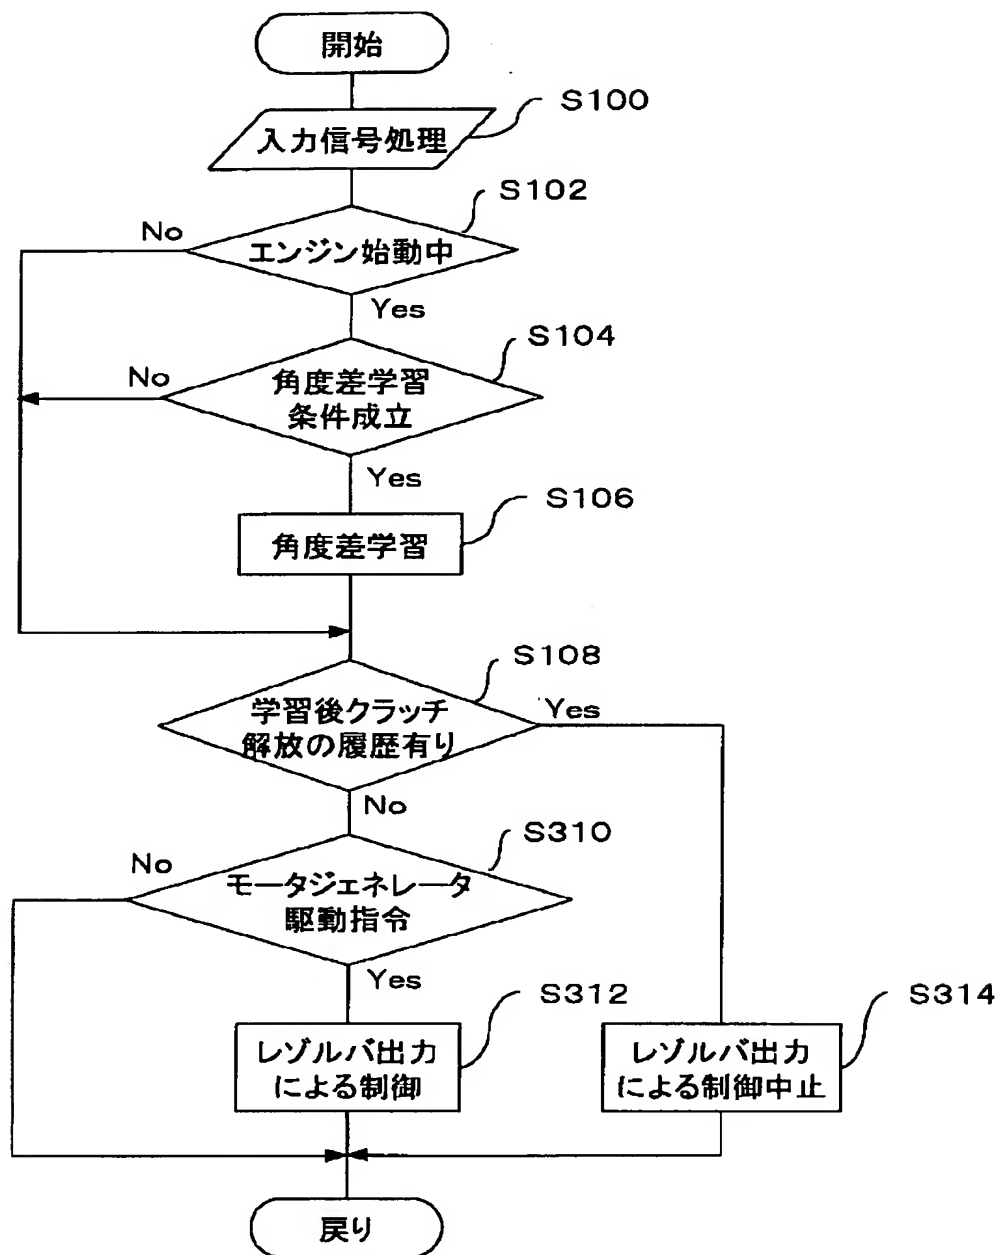 開始
S100
入力信号処理
S102
No
エンジン始動中
Yes
S104
No
角度差学習
条件成立
Yes
S106
角度差学習
S108
学習後クラッチ
解放の履歴有り
Yes
No
S310
No
モータジェネレータ
駆動指令
Yes
S312
レゾルバ出力
による制御
S314
レゾルバ出力
による制御中止
戻り